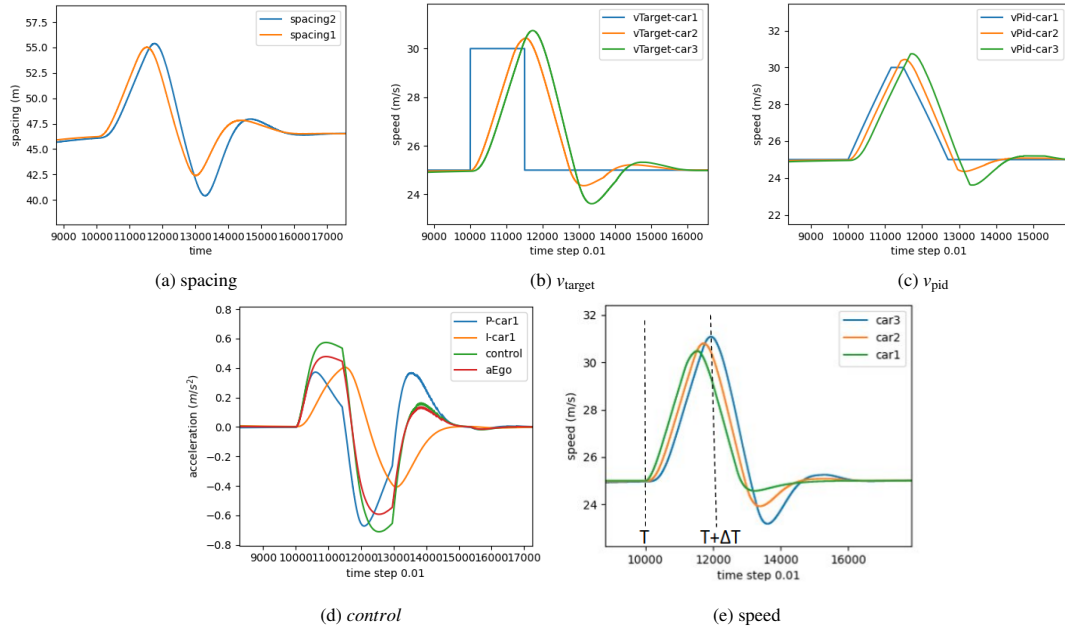 57.5
55.0
52.5
50.0
47.5
45.0
42.5
40.0
spacing (m)
spacing2
spacing1
9000 10000 11000 12000 13000 14000 15000 16000 17000
time
(a) spacing
32
30
28
26
24
22
speed (m/s)
vTarget-car1
vTarget-car2
vTarget-car3
9000 10000 11000 12000 13000 14000 15000 16000
time step 0.01
(b) v_target
32
30
28
26
24
22
speed (m/s)
vPid-car1
vPid-car2
vPid-car3
9000 10000 11000 12000 13000 14000 15000
time step 0.01
(c) v_pid
0.8
0.6
0.4
0.2
0.0
−0.2
−0.4
−0.6
−0.8
acceleration (m/s²)
P-car1
I-car1
control
aEgo
9000 10000 11000 12000 13000 14000 15000 16000 17000
time step 0.01
(d) control
32
30
28
26
24
speed (m/s)
car3
car2
car1
T
T+ΔT
10000 12000 14000 16000
time step 0.01
(e) speed